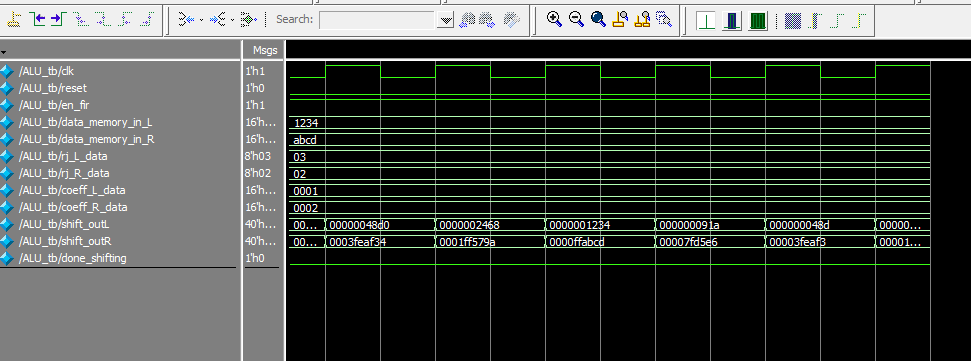 Search:
Msgs
/ALU_tb/clk 1'h1
/ALU_tb/reset 1'h0
/ALU_tb/en_fir 1'h1
/ALU_tb/data_memory_in_L 16'h... 1234
/ALU_tb/data_memory_in_R 16'h... abcd
/ALU_tb/rj_L_data 8'h03 03
/ALU_tb/rj_R_data 8'h02 02
/ALU_tb/coeff_L_data 16'h... 0001
/ALU_tb/coeff_R_data 16'h... 0002
/ALU_tb/shift_outL 40'h... 00... 00000048d0 0000002468 0000001234 000000091a 000000048d 00000...
/ALU_tb/shift_outR 40'h... 00... 0003feaf34 0001ff579a 0000ffabcd 00007fd5e6 00003feaf3 00001...
/ALU_tb/done_shifting 1'h0